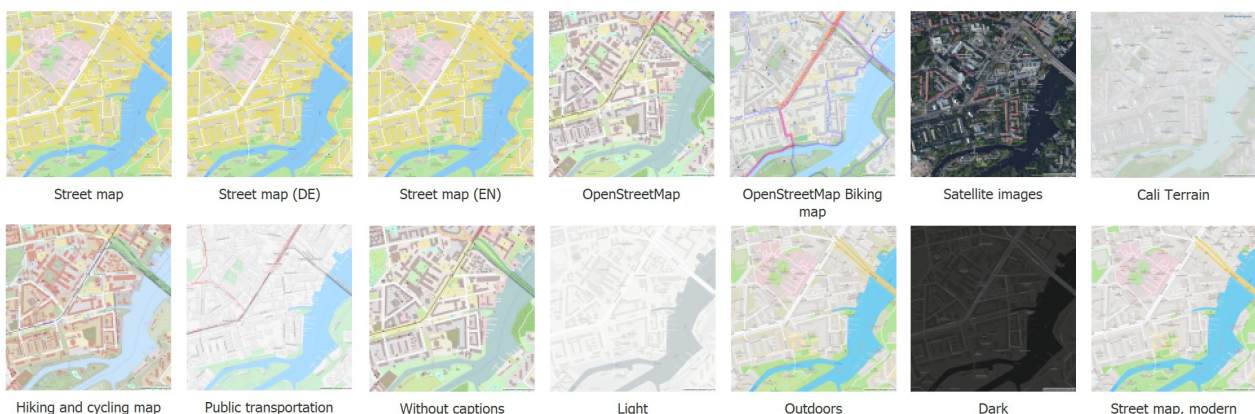 Street map
Street map (DE)
Street map (EN)
OpenStreetMap
OpenStreetMap Biking
map
Satellite images
Cali Terrain
Hiking and cycling map
Public transportation
Without captions
Light
Outdoors
Dark
Street map, modern